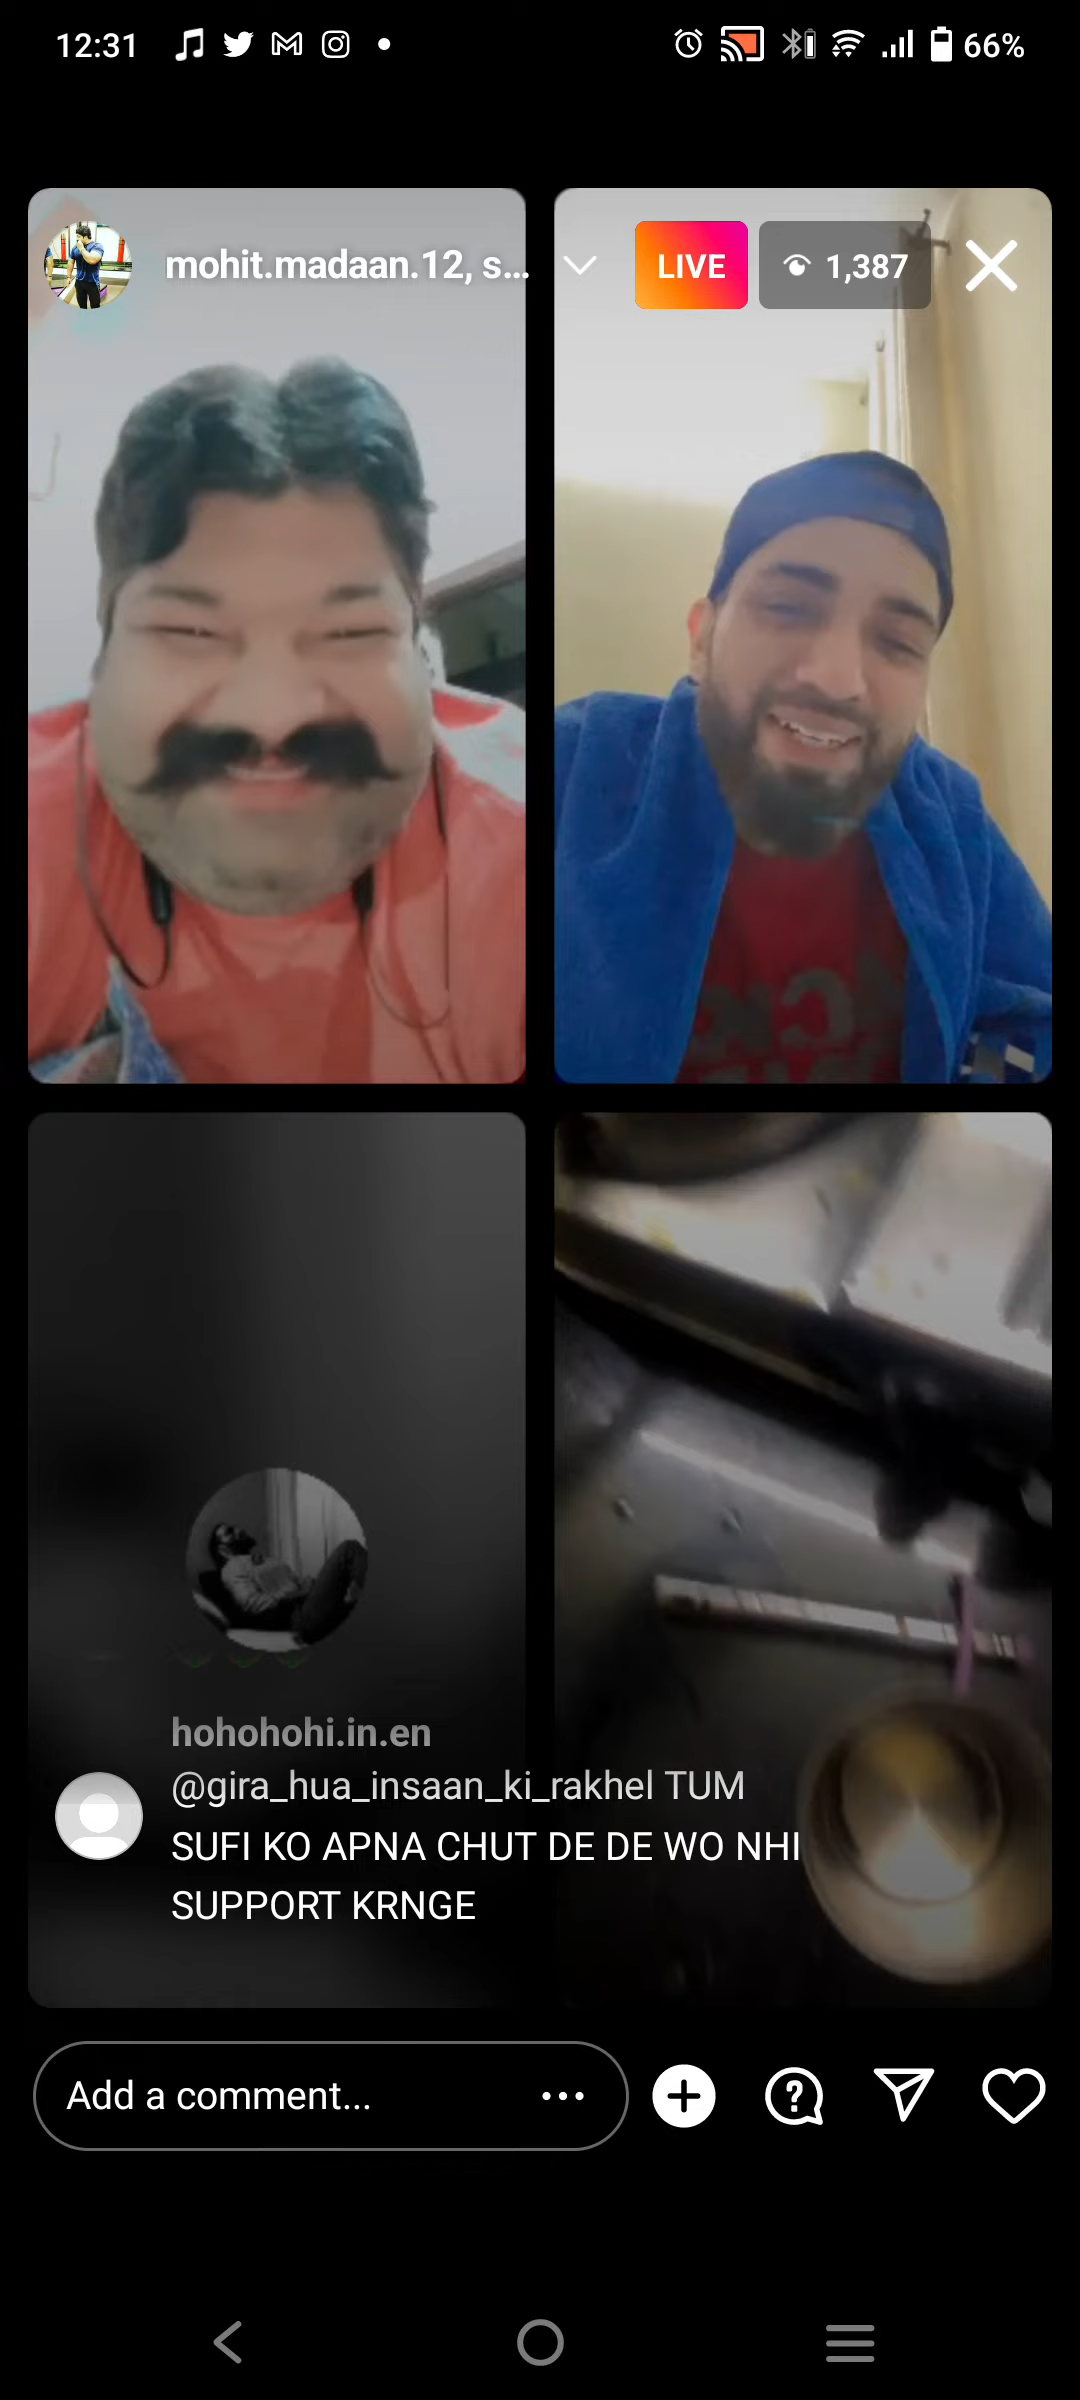 12:31
66%
mohit.madaan.12, s...
LIVE
1,387
hohohohi.in.en
@gira_hua_insaan_ki_rakhel TUM
SUFI KO APNA CHUT DE DE WO NHI
SUPPORT KRNGE
Add a comment...